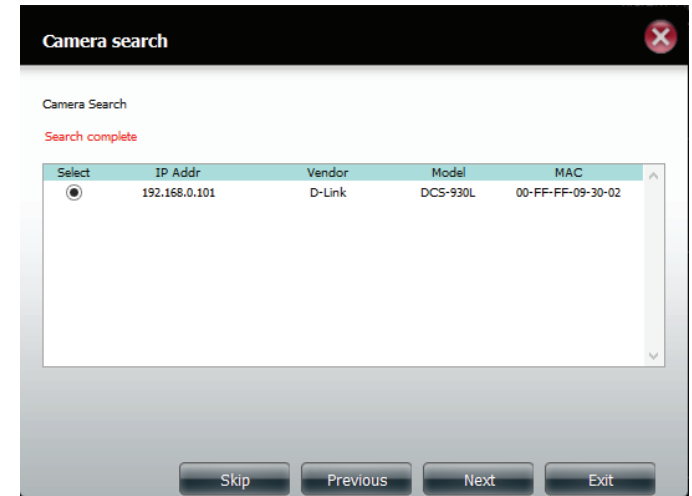 Camera search
Camera Search
Search complete
Select IP Addr Vendor Model MAC
192.168.0.101 D-Link DCS-930L 00-FF-FF-09-30-02
Skip Previous Next Exit